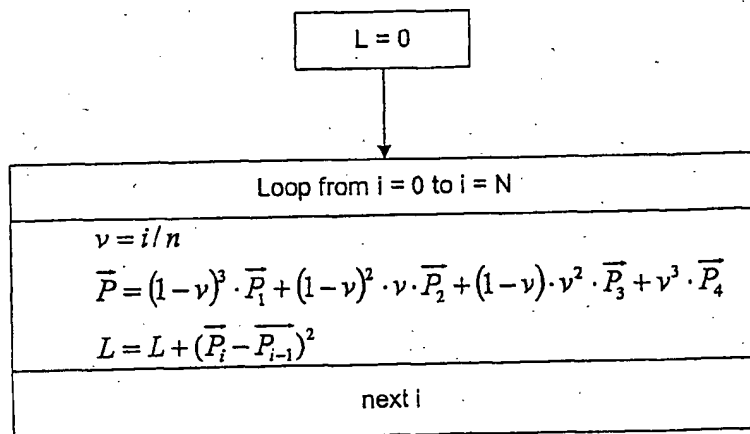 L = 0
Loop from i = 0 to i = N
ν = i/n
P⃗ = (1−ν)³ · P⃗₁ + (1−ν)² · ν · P⃗₂ + (1−ν) · ν² · P⃗₃ + ν³ · P⃗₄
L = L + (P⃗ᵢ − P⃗ᵢ₋₁)²
next i